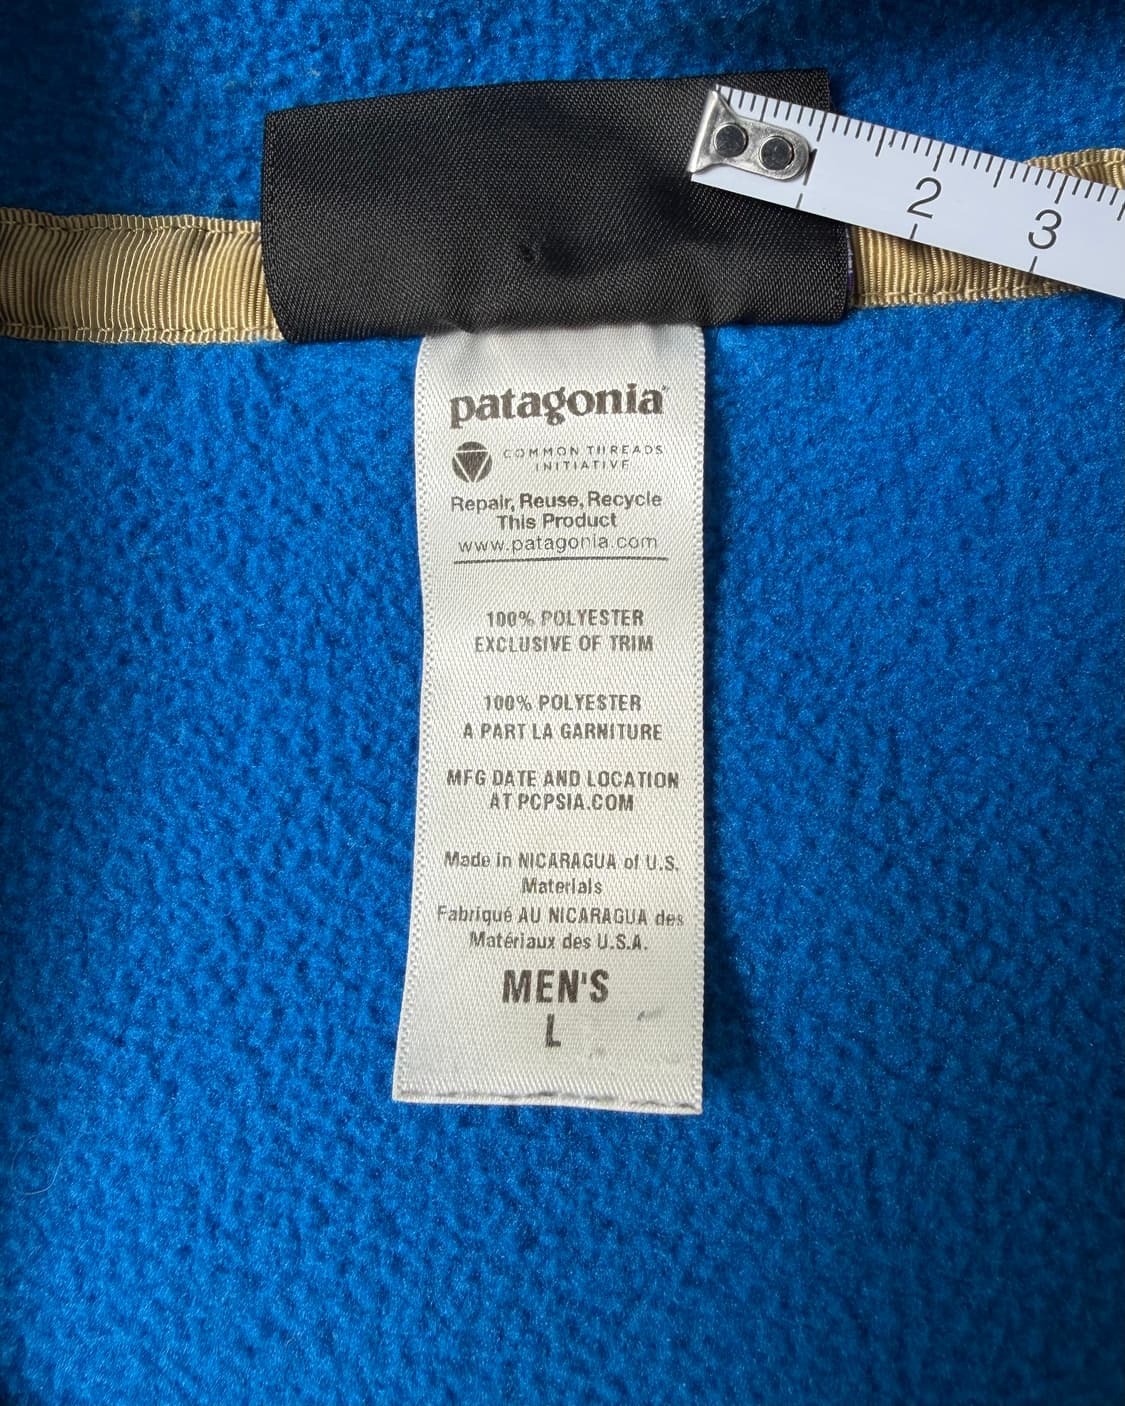 2
3
patagonia®
COMMON THREADS
INITIATIVE
Repair, Reuse, Recycle
This Product
www.patagonia.com
100% POLYESTER
EXCLUSIVE OF TRIM
100% POLYESTER
A PART LA GARNITURE
MFG DATE AND LOCATION
AT PCPSIA.COM
Made in NICARAGUA of U.S.
Materials
Fabriqué AU NICARAGUA des
Matériaux des U.S.A.
MEN'S
L